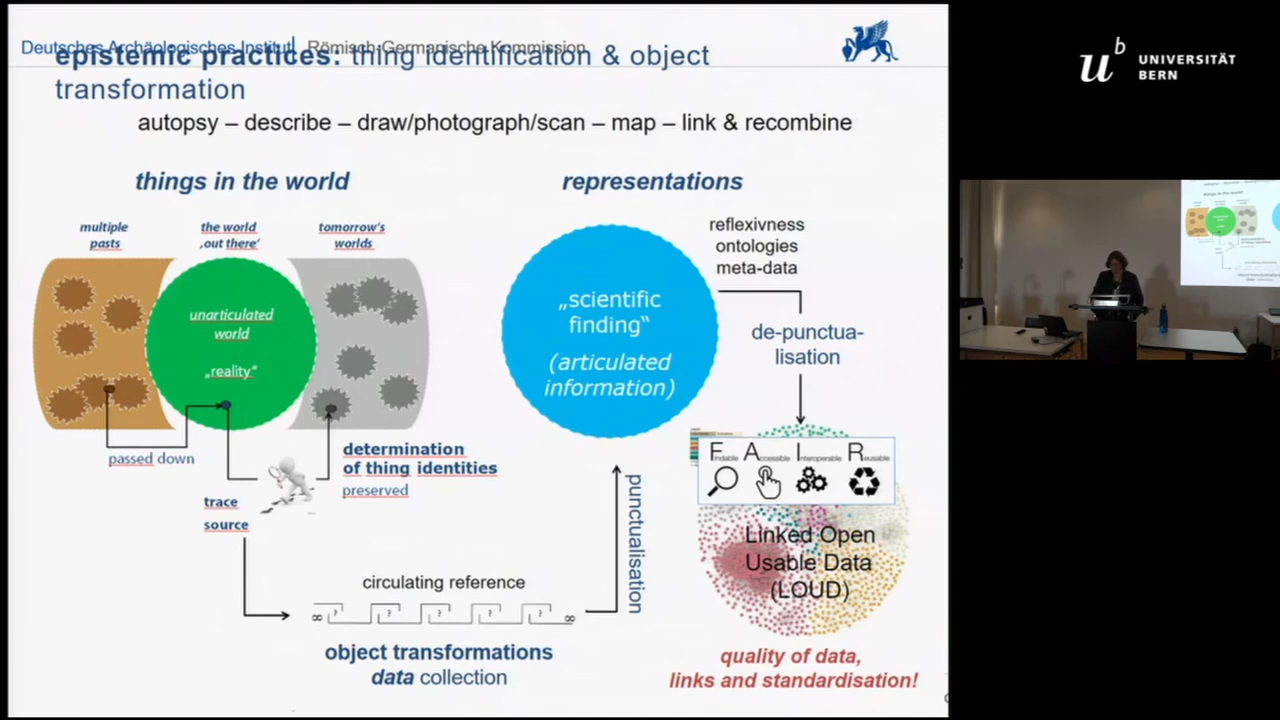 Deutsches Archäologisches Institut Römisch-Germanische Kommission
epistemic practices: thing identification & object
transformation
autopsy – describe – draw/photograph/scan – map – link & recombine
things in the world
representations
multiple
pasts
the world
‚out there‘
tomorrow's
worlds
unarticulated
world
„reality“
passed down
trace
source
determination
of thing identities
preserved
„scientific
finding“
(articulated
information)
reflexivness
ontologies
meta-data
de-punctua-
lisation
punctualisation
circulating reference
∞ ? ? ? ? ? ∞
object transformations
data collection
F A I R
Findable Accessible Interoperable Reusable
Linked Open
Usable Data
(LOUD)
quality of data,
links and standardisation!
u b
UNIVERSITÄT
BERN